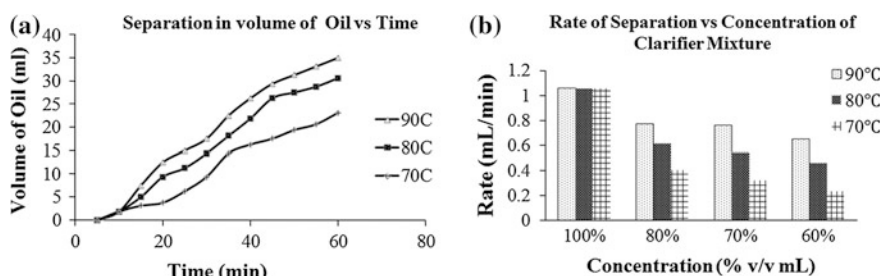 (a)
Separation in volume of Oil vs Time
Volume of Oil (ml)
40
35
30
25
20
15
10
5
0
0
20
40
60
80
Time (min)
90C
80C
70C
(b)
Rate of Separation vs Concentration of
Clarifier Mixture
Rate (mL/min)
1.2
1
0.8
0.6
0.4
0.2
0
100%
80%
70%
60%
Concentration (% v/v mL)
90°C
80°C
70°C